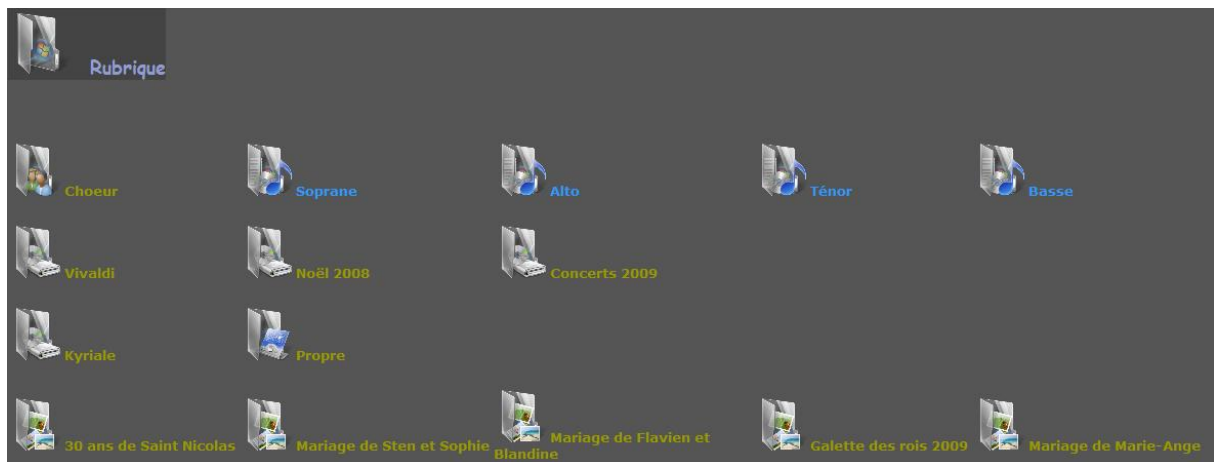 Rubrique
Choeur Soprane Alto Ténor Basse
Vivaldi Noël 2008 Concerts 2009
Kyriale Propre
30 ans de Saint Nicolas Mariage de Sten et Sophie Mariage de Flavien et Galette des rois 2009 Mariage de Marie-Ange
Blandine